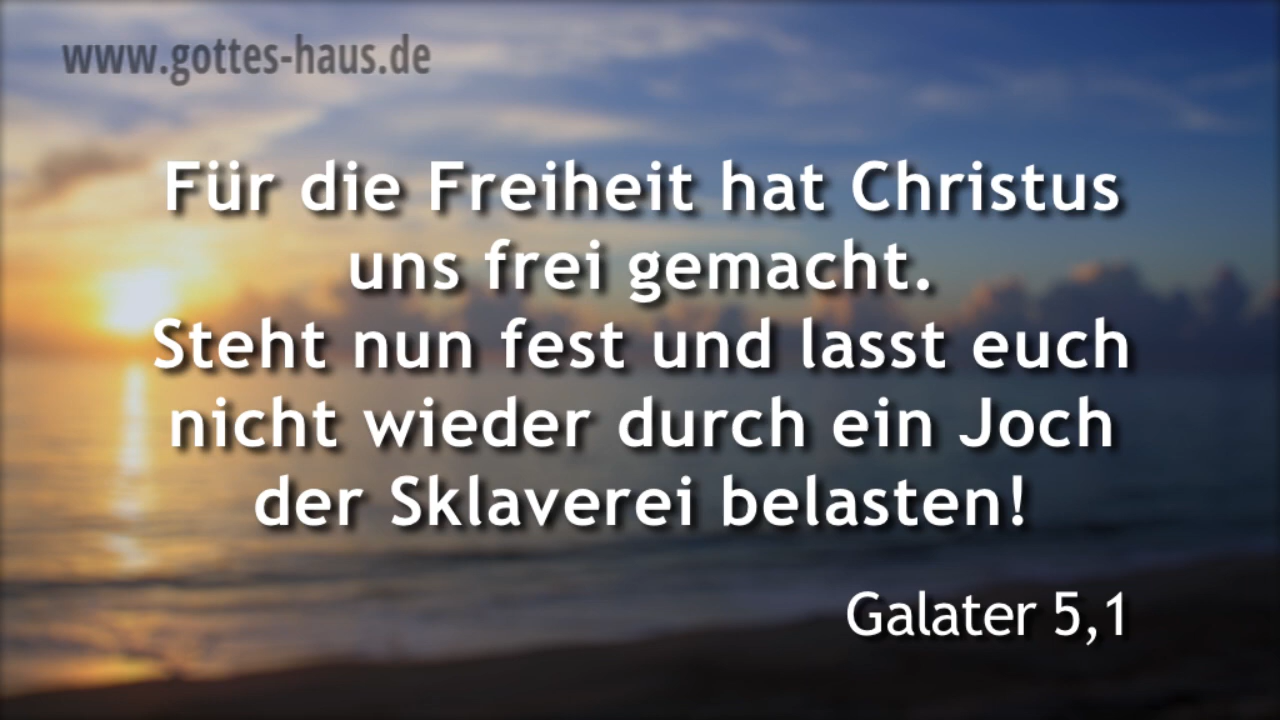 www.gottes-haus.de
Für die Freiheit hat Christus
uns frei gemacht.
Steht nun fest und lasst euch
nicht wieder durch ein Joch
der Sklaverei belasten!
Galater 5,1